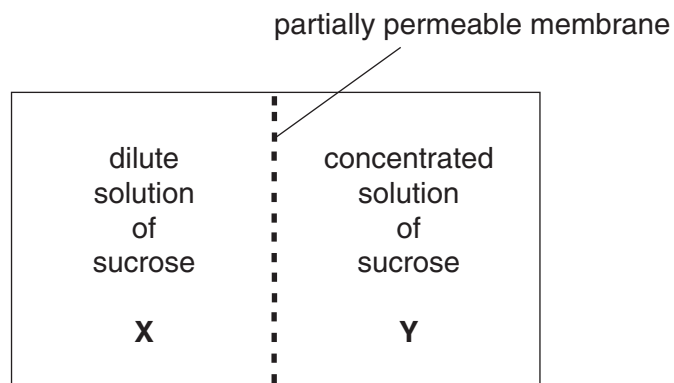 partially permeable membrane
dilute
solution
of
sucrose
X
concentrated
solution
of
sucrose
Y